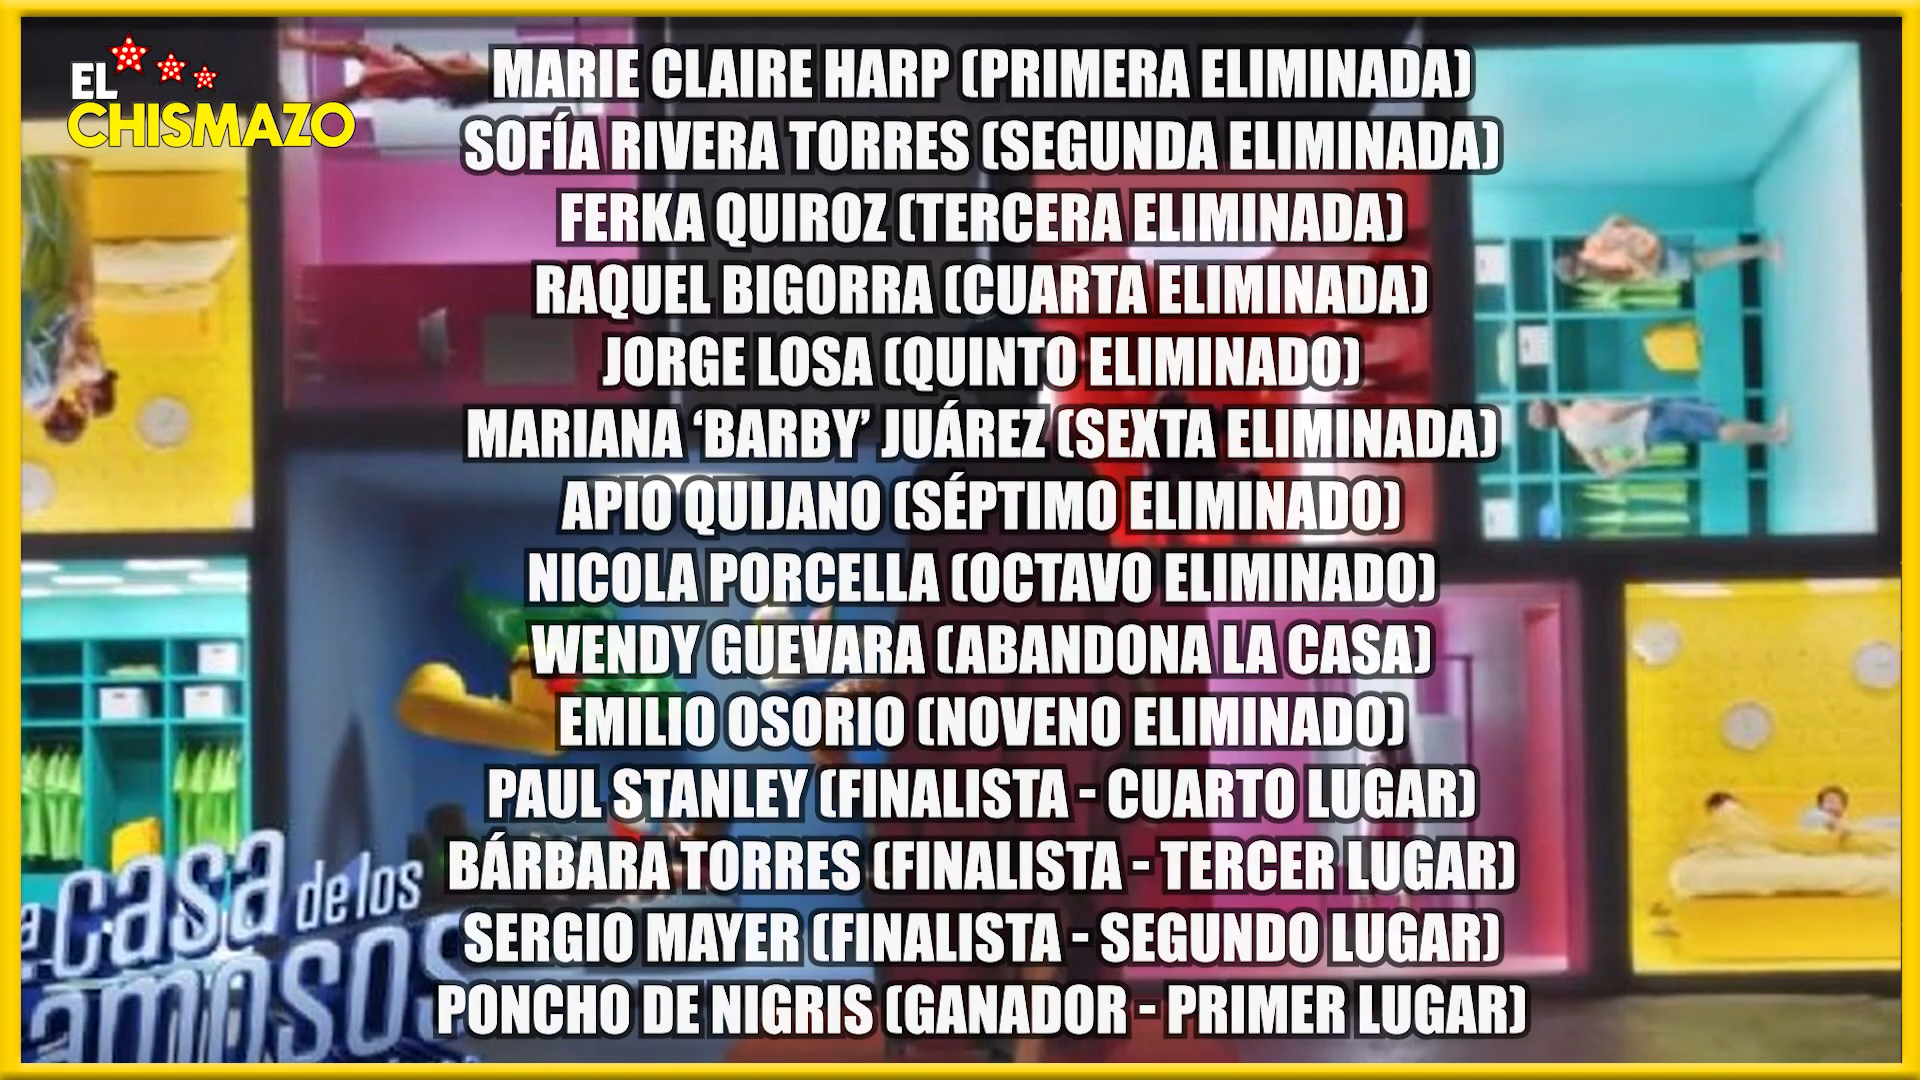 EL
CHISMAZO
MARIE CLAIRE HARP (PRIMERA ELIMINADA)
SOFÍA RIVERA TORRES (SEGUNDA ELIMINADA)
FERKA QUIROZ (TERCERA ELIMINADA)
RAQUEL BIGORRA (CUARTA ELIMINADA)
JORGE LOSA (QUINTO ELIMINADO)
MARIANA ‘BARBY’ JUÁREZ (SEXTA ELIMINADA)
APIO QUIJANO (SÉPTIMO ELIMINADO)
NICOLA PORCELLA (OCTAVO ELIMINADO)
WENDY GUEVARA (ABANDONA LA CASA)
EMILIO OSORIO (NOVENO ELIMINADO)
PAUL STANLEY (FINALISTA - CUARTO LUGAR)
BÁRBARA TORRES (FINALISTA - TERCER LUGAR)
SERGIO MAYER (FINALISTA - SEGUNDO LUGAR)
PONCHO DE NIGRIS (GANADOR - PRIMER LUGAR)
a casa de los
amosos